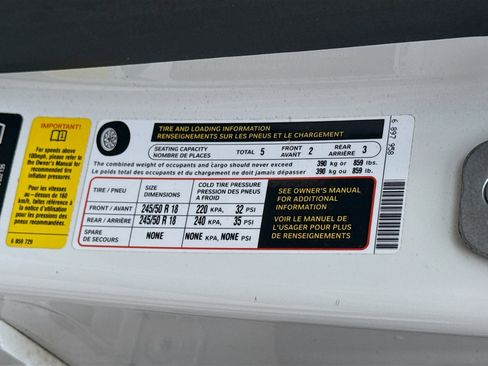 IMPORTANT!
For speeds above
100mph, please refer to
the Owner's Manual for
recommended tire
inflation pressures.
Pour les vitesses
au-dessus de 160
km/h, faites référence à
la notice d'utilisation
pour les pressions des
pneus recommandées.
6 850 729
TIRE AND LOADING INFORMATION
RENSEIGNEMENTS SUR LES PNEUS ET LE CHARGEMENT
SEATING CAPACITY
NOMBRE DE PLACES
TOTAL 5
FRONT
AVANT 2
REAR
ARRIÈRE 3
The combined weight of occupants and cargo should never exceed 390 kg or 859 lbs.
Le poids total des occupants et du chargement ne doit jamais dépasser 390 kg ou 859 lb.
TIRE / PNEU
SIZE
DIMENSIONS
COLD TIRE PRESSURE
PRESSION DES PNEUS
A FROID
FRONT / AVANT 245/50 R 18 220 KPA, 32 PSI
REAR / ARRIÈRE 245/50 R 18 240 KPA, 35 PSI
SPARE
DE SECOURS NONE NONE KPA, NONE PSI
SEE OWNER'S MANUAL
FOR ADDITIONAL
INFORMATION
VOIR LE MANUEL DE
L'USAGER POUR PLUS
DE RENSEIGNEMENTS
6 897 968